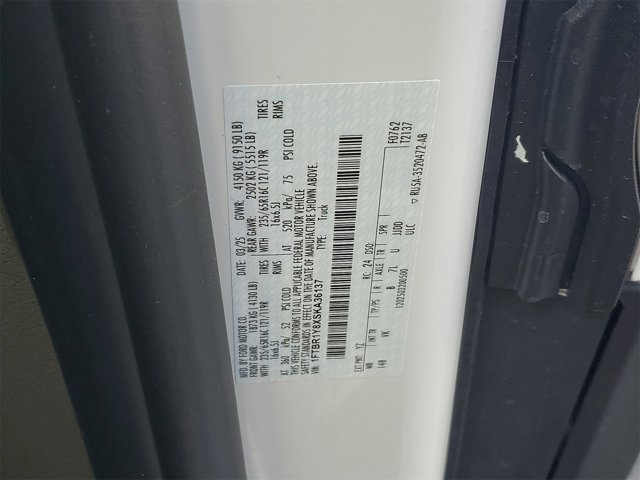 MFD. BY FORD MOTOR CO.
DATE: 03/25 GVWR: 4150 KG ( 9150 LB)
FRONT GAWR: 1873 KG ( 4130 LB) REAR GAWR: 2502 KG ( 5515 LB)
WITH 235/65R16C 121/119R TIRES WITH 235/65R16C 121/119R TIRES
16x6.5J RIMS 16x6.5J RIMS
AT 360 kPa/ 52 PSI COLD AT 520 kPa/ 75 PSI COLD
THIS VEHICLE CONFORMS TO ALL APPLICABLE FEDERAL MOTOR VEHICLE
SAFETY STANDARDS IN EFFECT ON THE DATE OF MANUFACTURE SHOWN ABOVE.
VIN: 1FTBR1Y8XSKA36137 TYPE: Truck
F0762
T2137
EXT PNT: YZ RC: 24 DSO:
WB INT TR TP/PS R AXLE TR SPR
148 VK B 7L U JJDD
1202340200500 ULC
▽ RU5A-3520472-AB